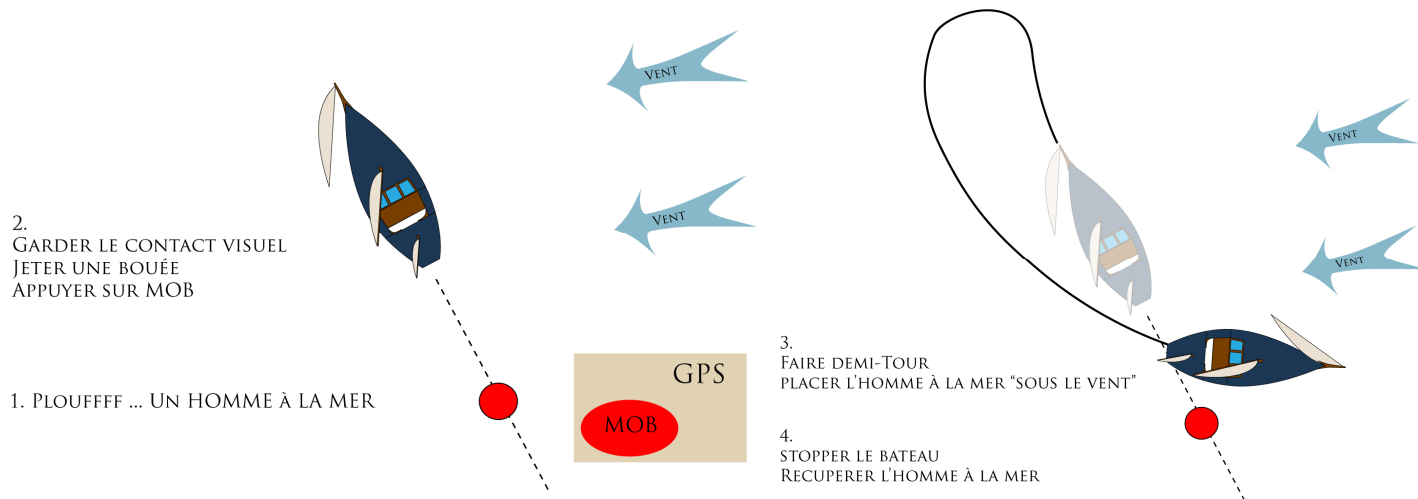 Vent
Vent
2.
Garder le contact visuel
Jeter une bouée
Appuyer sur MOB
1. Plouffff ... Un HOMME à LA MER
GPS
MOB
Vent
Vent
3.
Faire demi-Tour
placer l'homme à la mer “sous le vent”
4.
stopper le bateau
Recuperer l'homme à la mer